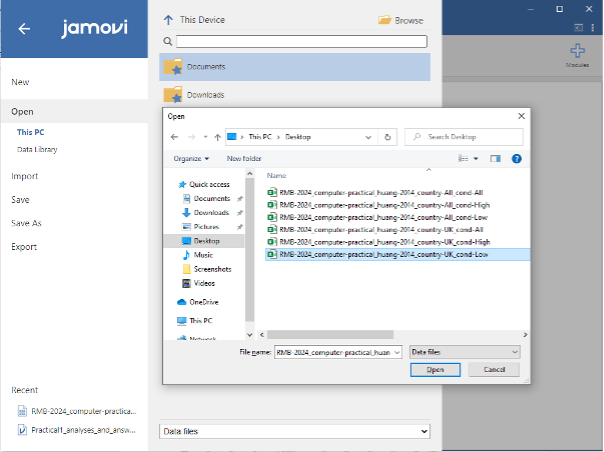 jamovi
This Device
Browse
Modules
New
Open
This PC
Data Library
Import
Save
Save As
Export
Recent
RMB-2024_computer-practica...
Practical1_analyses_and_answ...
Documents
Downloads
Open
This PC
Desktop
Search Desktop
Organize
New folder
Name
Quick access
Documents
Downloads
Pictures
Desktop
Music
Screenshots
Videos
OneDrive
This PC
Network
RMB-2024_computer-practical_huang-2014_country-All_cond-All
RMB-2024_computer-practical_huang-2014_country-All_cond-High
RMB-2024_computer-practical_huang-2014_country-All_cond-Low
RMB-2024_computer-practical_huang-2014_country-UK_cond-All
RMB-2024_computer-practical_huang-2014_country-UK_cond-High
RMB-2024_computer-practical_huang-2014_country-UK_cond-Low
File name:
RMB-2024_computer-practical_huan
Data files
Open
Cancel
Data files